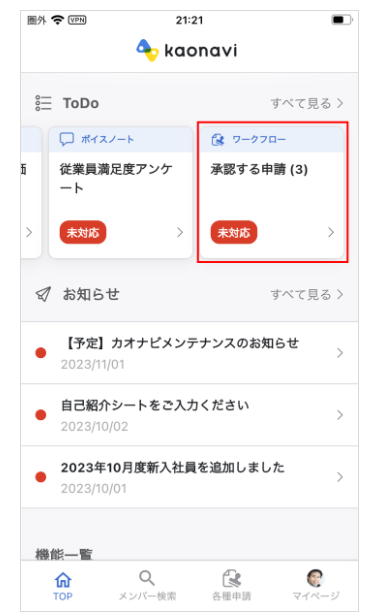 圏外 VPN 21:21
kaonavi
ToDo すべて見る
ボイスノート ワークフロー
従業員満足度アンケ 承認する申請 (3)
ート
未対応 未対応
お知らせ すべて見る
【予定】カオナビメンテナンスのお知らせ
2023/11/01
自己紹介シートをご入力ください
2023/10/02
2023年10月度新入社員を追加しました
2023/10/01
機能一覧
TOP メンバー検索 各種申請 マイページ